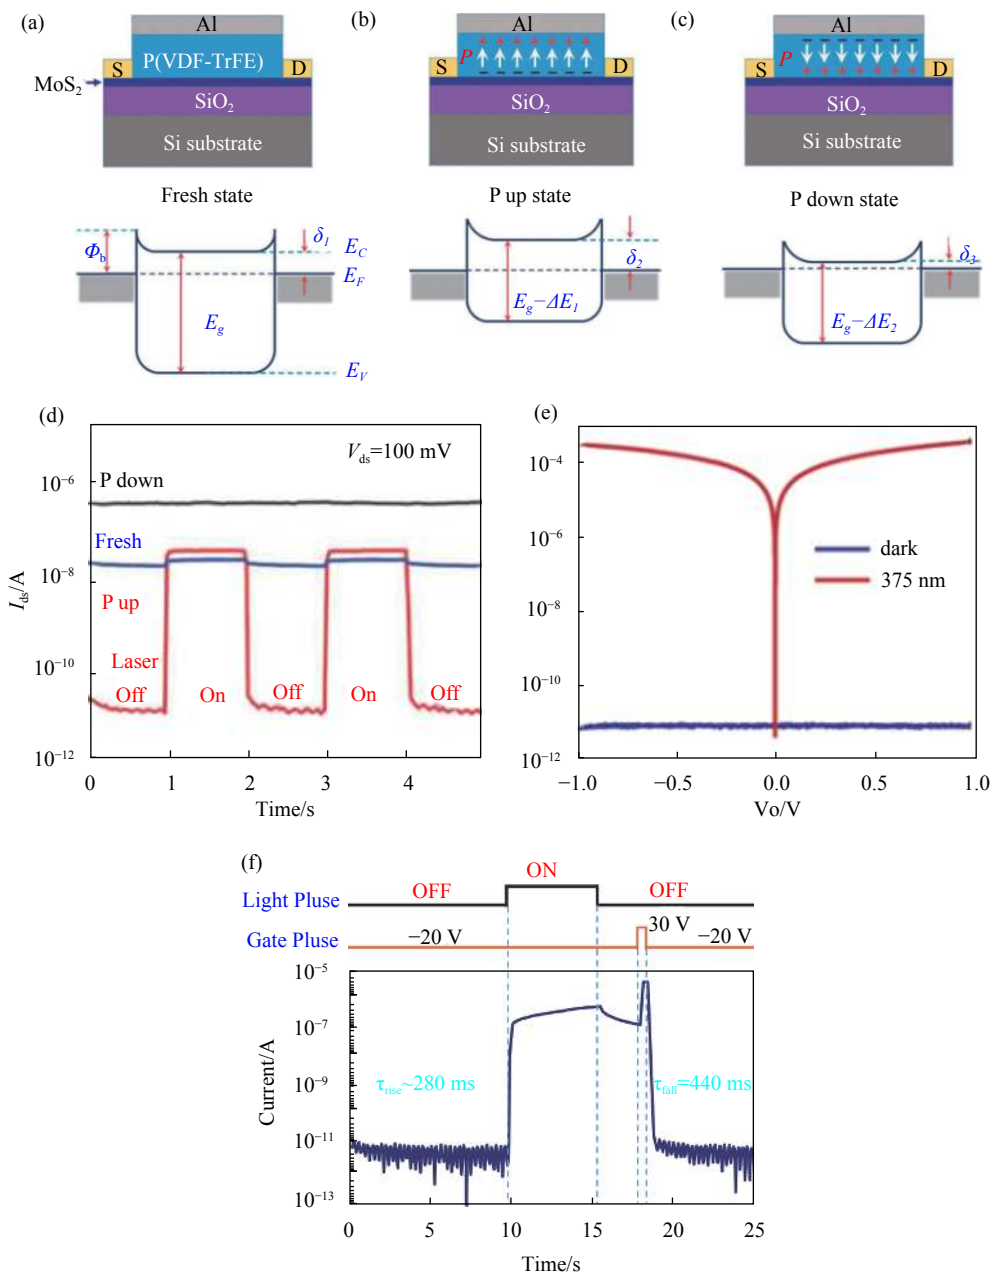 (a)
Al
P(VDF-TrFE)
S
D
MoS₂
SiO₂
Si substrate
Fresh state
Φb
δ1
EC
EF
Eg
EV
(b)
Al
P
S
D
SiO₂
Si substrate
P up state
δ2
Eg−ΔE1
(c)
Al
P
S
D
SiO₂
Si substrate
P down state
δ3
Eg−ΔE2
(d)
Vds=100 mV
P down
Fresh
P up
Laser
Off
On
Off
On
Off
10⁻⁶
10⁻⁸
10⁻¹⁰
10⁻¹²
Ids/A
0
1
2
3
4
Time/s
(e)
10⁻⁴
10⁻⁶
10⁻⁸
10⁻¹⁰
10⁻¹²
dark
375 nm
−1.0
−0.5
0.0
0.5
1.0
Vo/V
(f)
ON
Light Pluse
OFF
OFF
Gate Pluse
−20 V
30 V
−20 V
10⁻⁵
10⁻⁷
10⁻⁹
10⁻¹¹
10⁻¹³
Current/A
τrise~280 ms
τfall=440 ms
0
5
10
15
20
25
Time/s